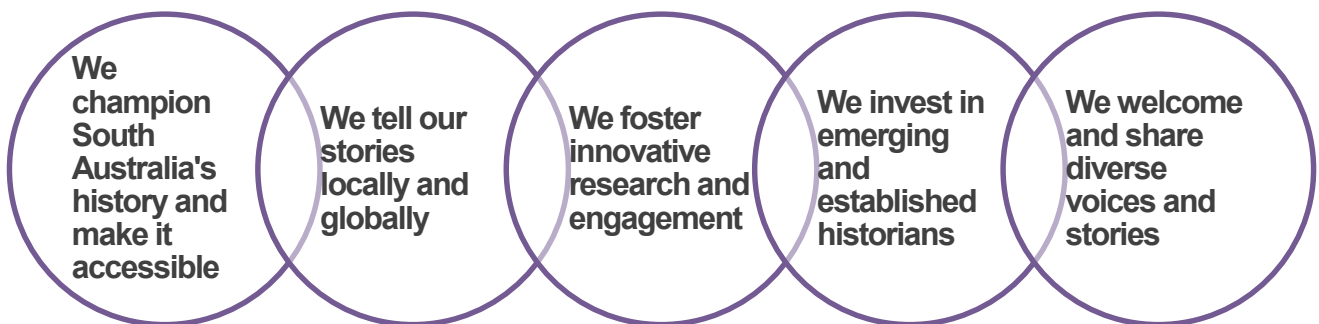 We
champion
South
Australia's
history and
make it
accessible
We tell our
stories
locally and
globally
We foster
innovative
research and
engagement
We invest in
emerging
and
established
historians
We welcome
and share
diverse
voices and
stories